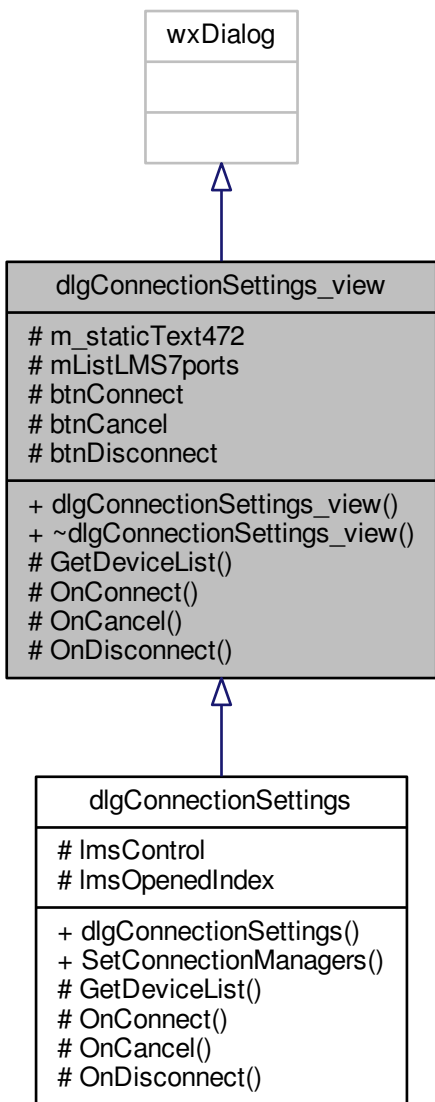 wxDialog
dlgConnectionSettings_view
# m_staticText472
# mListLMS7ports
# btnConnect
# btnCancel
# btnDisconnect
+ dlgConnectionSettings_view()
+ ~dlgConnectionSettings_view()
# GetDeviceList()
# OnConnect()
# OnCancel()
# OnDisconnect()
dlgConnectionSettings
# lmsControl
# lmsOpenedIndex
+ dlgConnectionSettings()
+ SetConnectionManagers()
# GetDeviceList()
# OnConnect()
# OnCancel()
# OnDisconnect()